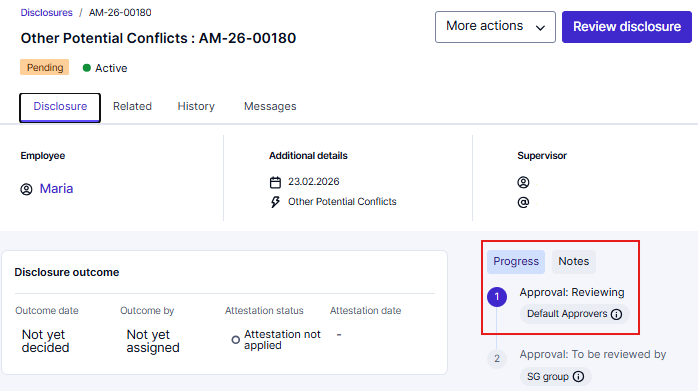 Disclosures / AM-26-00180
Other Potential Conflicts : AM-26-00180
More actions
Review disclosure
Pending
Active
Disclosure
Related
History
Messages
Employee
Maria
Additional details
23.02.2026
Other Potential Conflicts
Supervisor
Disclosure outcome
Outcome date
Not yet
decided
Outcome by
Not yet
assigned
Attestation status
Attestation not
applied
Attestation date
-
Progress
Notes
1
Approval: Reviewing
Default Approvers
2
Approval: To be reviewed by
SG group